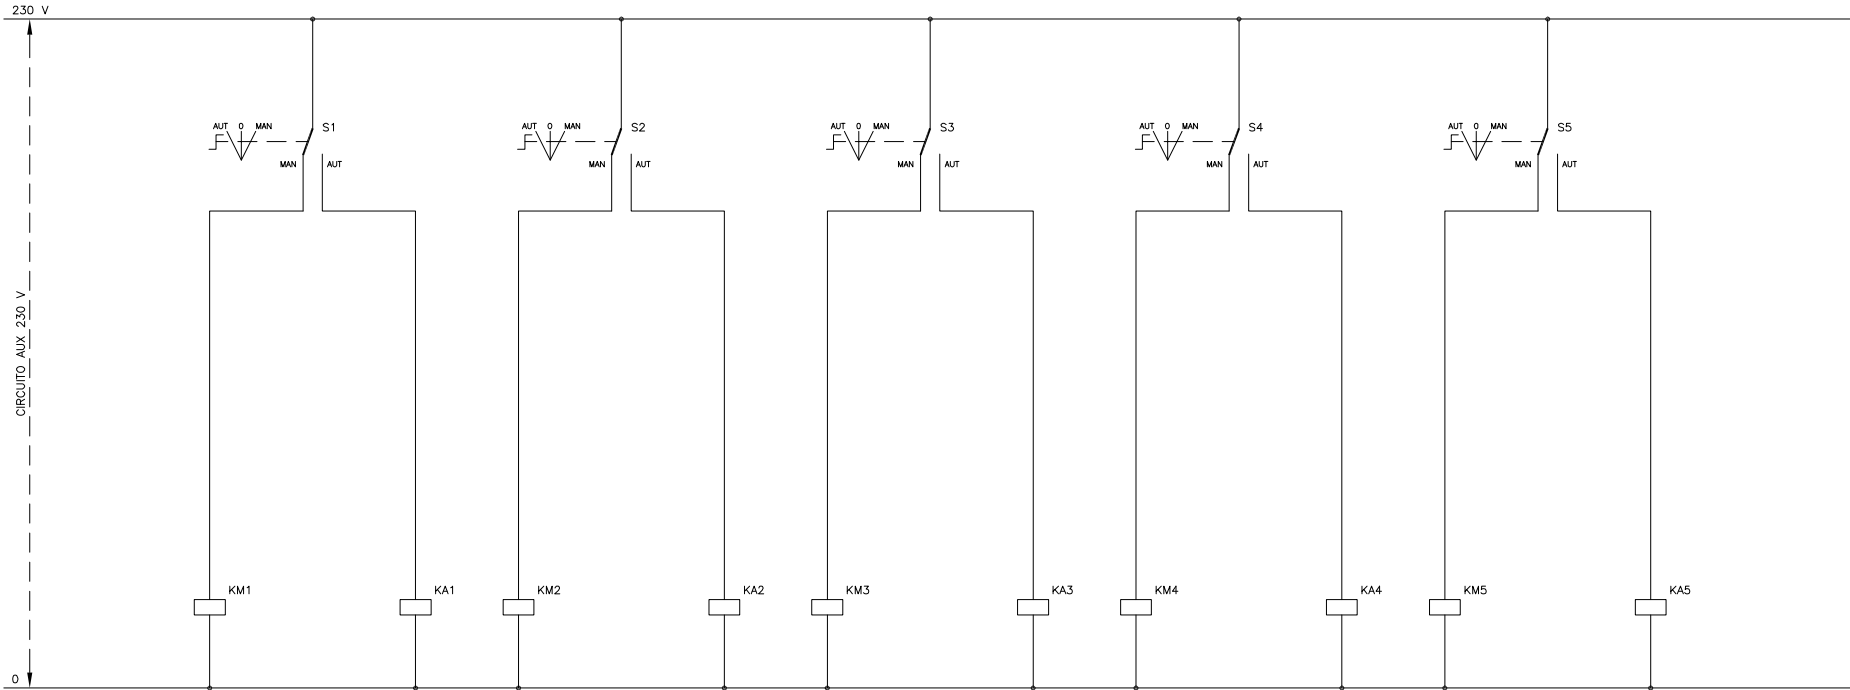 230 V
AUT 0 MAN S1
MAN AUT
AUT 0 MAN S2
MAN AUT
AUT 0 MAN S3
MAN AUT
AUT 0 MAN S4
MAN AUT
AUT 0 MAN S5
MAN AUT
CIRCUITO AUX 230 V
KM1 KA1 KM2 KA2 KM3 KA3 KM4 KA4 KM5 KA5
0